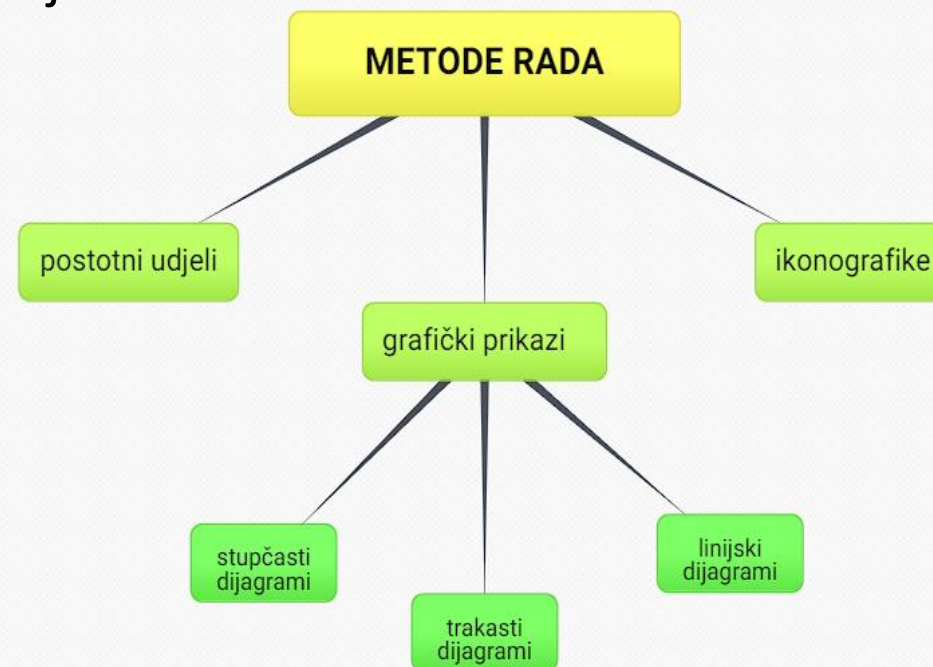 METODE RADA
postotni udjeli
ikonografike
grafički prikazi
stupčasti
dijagrami
linijski
dijagrami
trakasti
dijagrami